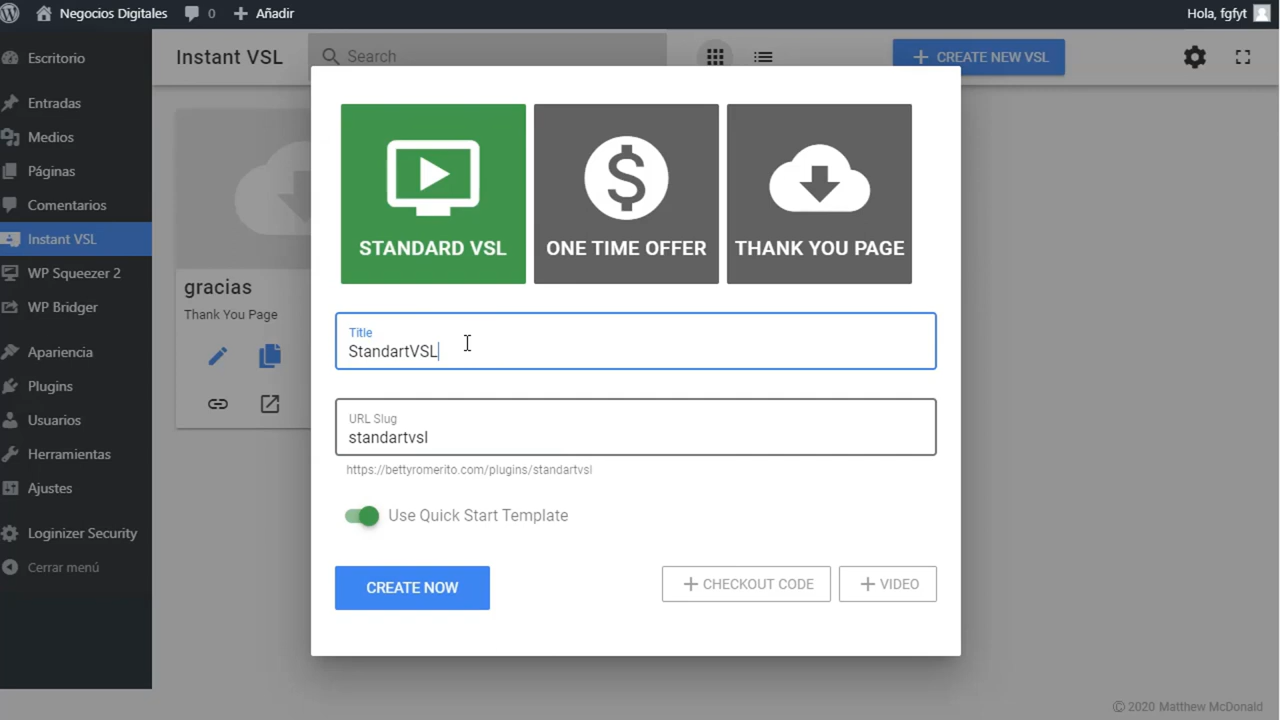 Negocios Digitales
0
Añadir
Hola, fgfyt
Escritorio
Entradas
Medios
Páginas
Comentarios
Instant VSL
WP Squeezer 2
WP Bridger
Apariencia
Plugins
Usuarios
Herramientas
Ajustes
Loginizer Security
Cerrar menú
Instant VSL
Search
CREATE NEW VSL
gracias
Thank You Page
STANDARD VSL
ONE TIME OFFER
THANK YOU PAGE
Title
StandartVSL
URL Slug
standartvsl
https://bettyromerito.com/plugins/standartvsl
Use Quick Start Template
CREATE NOW
CHECKOUT CODE
VIDEO
© 2020 Matthew McDonald